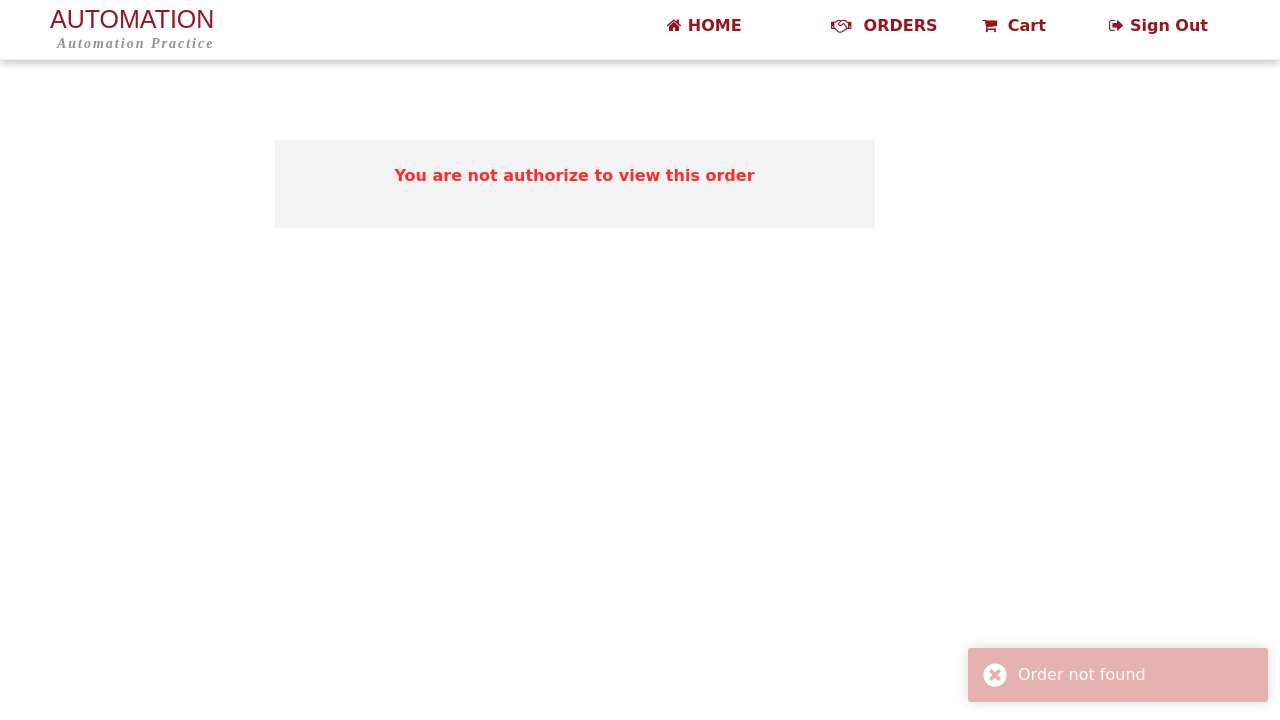 AUTOMATION
Automation Practice
HOME
ORDERS
Cart
Sign Out
You are not authorize to view this order
Order not found